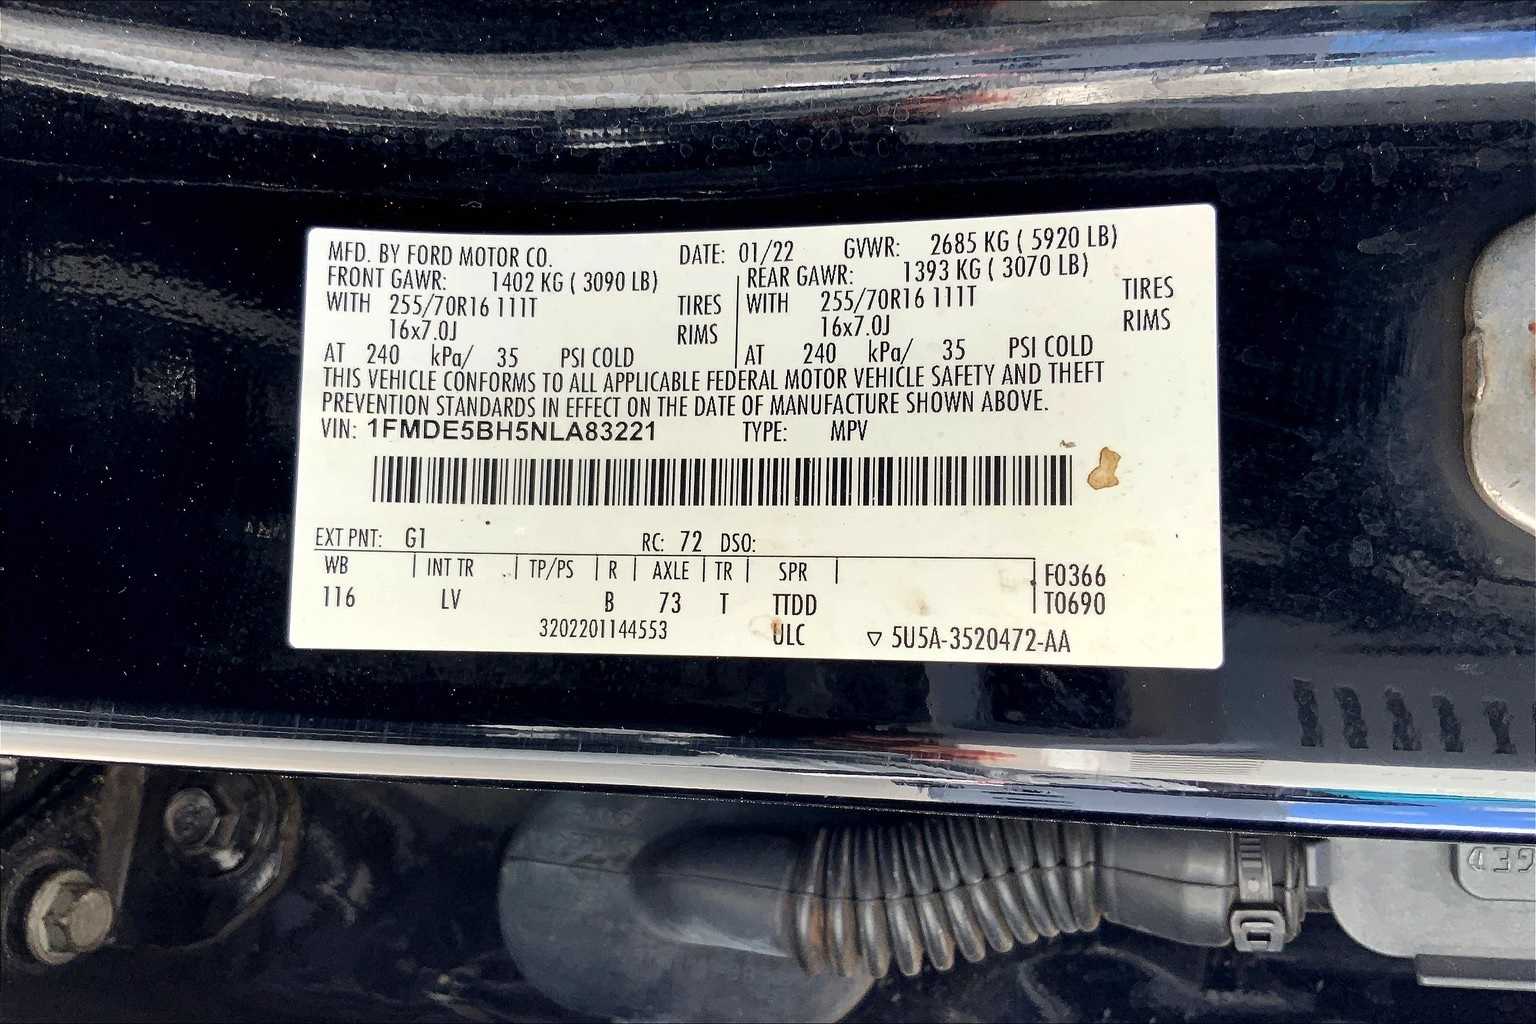 MFD. BY FORD MOTOR CO. DATE: 01/22 GVWR: 2685 KG ( 5920 LB)
FRONT GAWR: 1402 KG ( 3090 LB) REAR GAWR: 1393 KG ( 3070 LB)
WITH 255/70R16 111T TIRES WITH 255/70R16 111T TIRES
16x7.0J RIMS 16x7.0J RIMS
AT 240 kPa/ 35 PSI COLD AT 240 kPa/ 35 PSI COLD
THIS VEHICLE CONFORMS TO ALL APPLICABLE FEDERAL MOTOR VEHICLE SAFETY AND THEFT
PREVENTION STANDARDS IN EFFECT ON THE DATE OF MANUFACTURE SHOWN ABOVE.
VIN: 1FMDE5BH5NLA83221 TYPE: MPV
EXT PNT: G1 RC: 72 DSO:
WB INT TR TP/PS R AXLE TR SPR F0366
116 LV B 73 T TTDD T0690
3202201144553 ULC ▽ 5U5A-3520472-AA
439